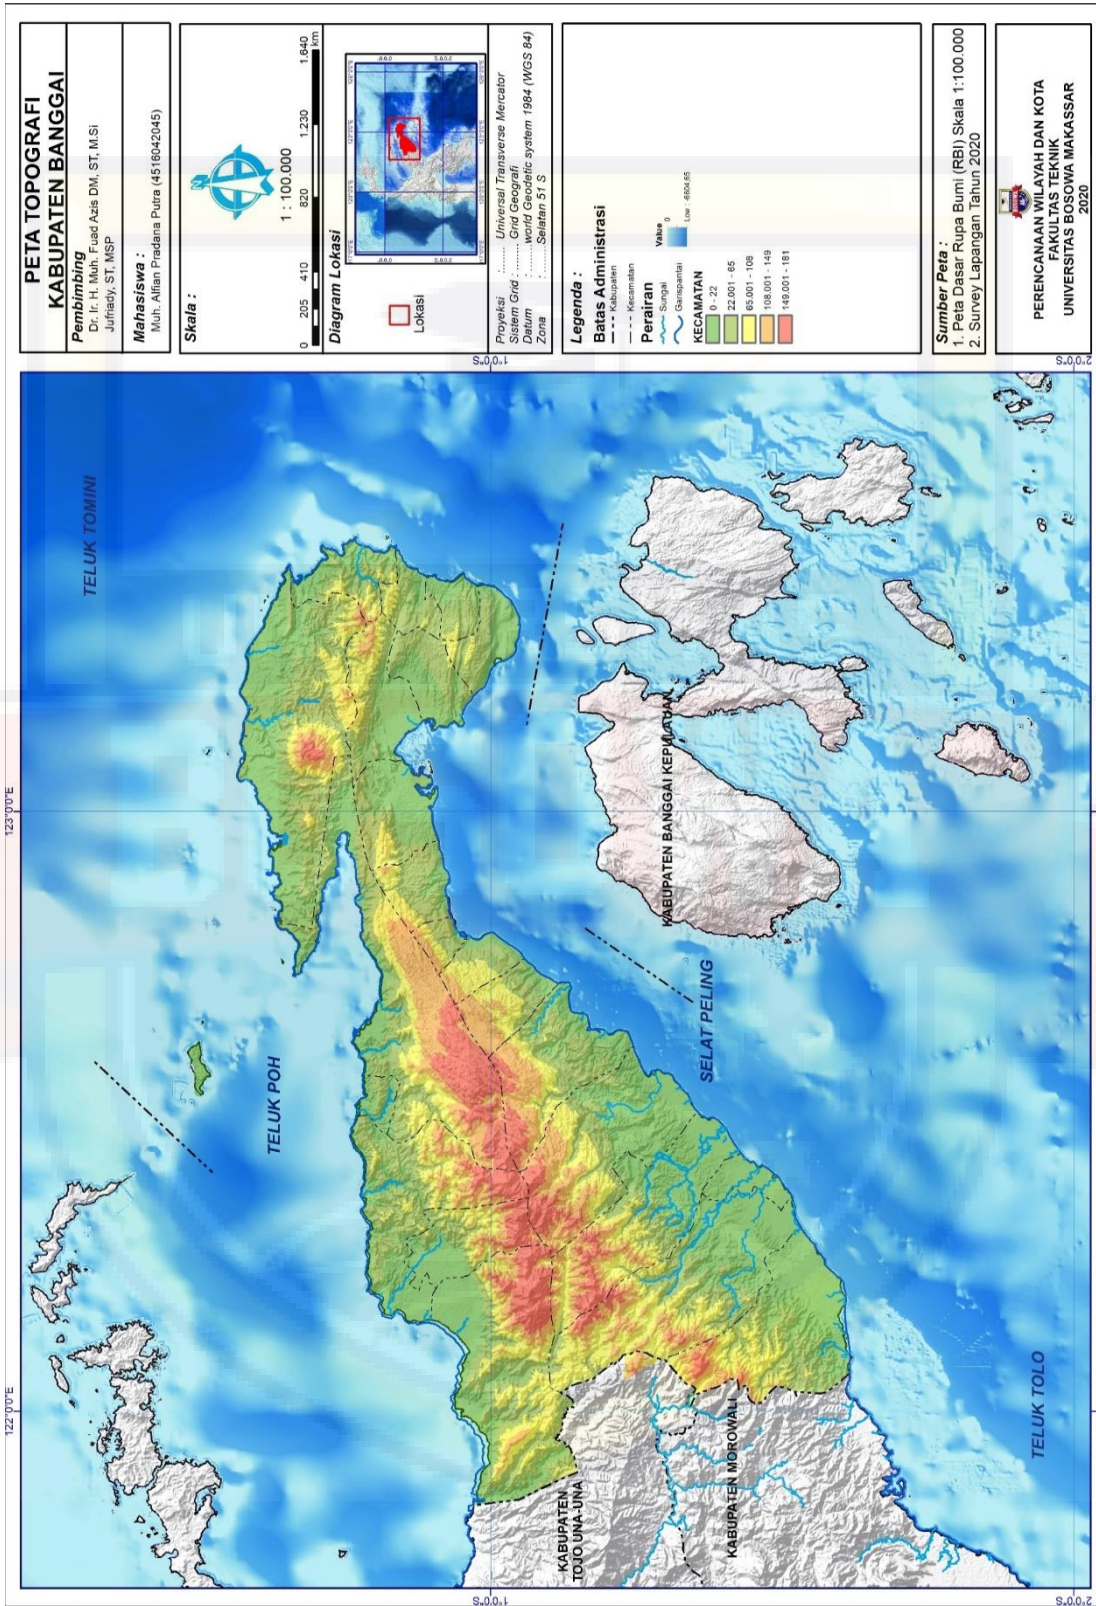 PETA TOPOGRAFI
KABUPATEN BANGGAI
Pembimbing
Dr. Ir. H. Muh. Fuad Azis DM, ST, M.Si
Jufriady, ST, MSP
Mahasiswa :
Muh. Alfian Pradana Putra (4516042045)
Skala :
N
1 : 100.000
0 205 410 820 1.230 1.640
km
Diagram Lokasi
Lokasi
Proyeksi :....... Universal Transverse Mercator
Sistem Grid :....... Grid Geografi
Datum :....... world Geodetic system 1984 (WGS 84)
Zona :....... Selatan 51 S
Legenda :
Batas Administrasi
Kabupaten
Kecamatan
Perairan
Sungai
Garispantai
Value
0
Low : -6604,65
KECAMATAN
0 - 22
22.001 - 65
65.001 - 108
108.001 - 149
149.001 - 181
Sumber Peta :
1. Peta Dasar Rupa Bumi (RBI) Skala 1:100.000
2. Survey Lapangan Tahun 2020
PERENCANAAN WILAYAH DAN KOTA
FAKULTAS TEKNIK
UNIVERSITAS BOSOWA MAKASSAR
2020
122°0'0"E
123°0'0"E
1°0'0"S
1°0'0"S
2°0'0"S
2°0'0"S
TELUK TOMINI
TELUK POH
SELAT PELING
TELUK TOLO
KABUPATEN BANGGAI KEPULAUAN
KABUPATEN
TOJO UNA-UNA
KABUPATEN MOROWALI